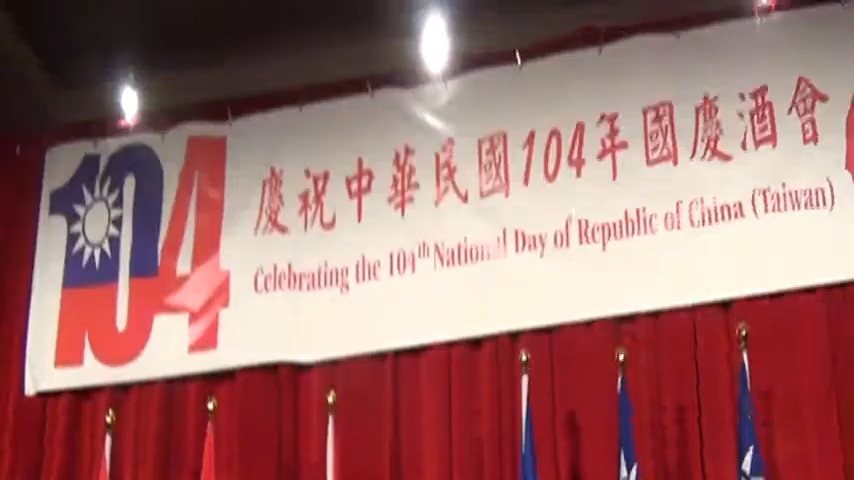 104
慶祝中華民國104年國慶酒會
Celebrating the 104th National Day of Republic of China (Taiwan)